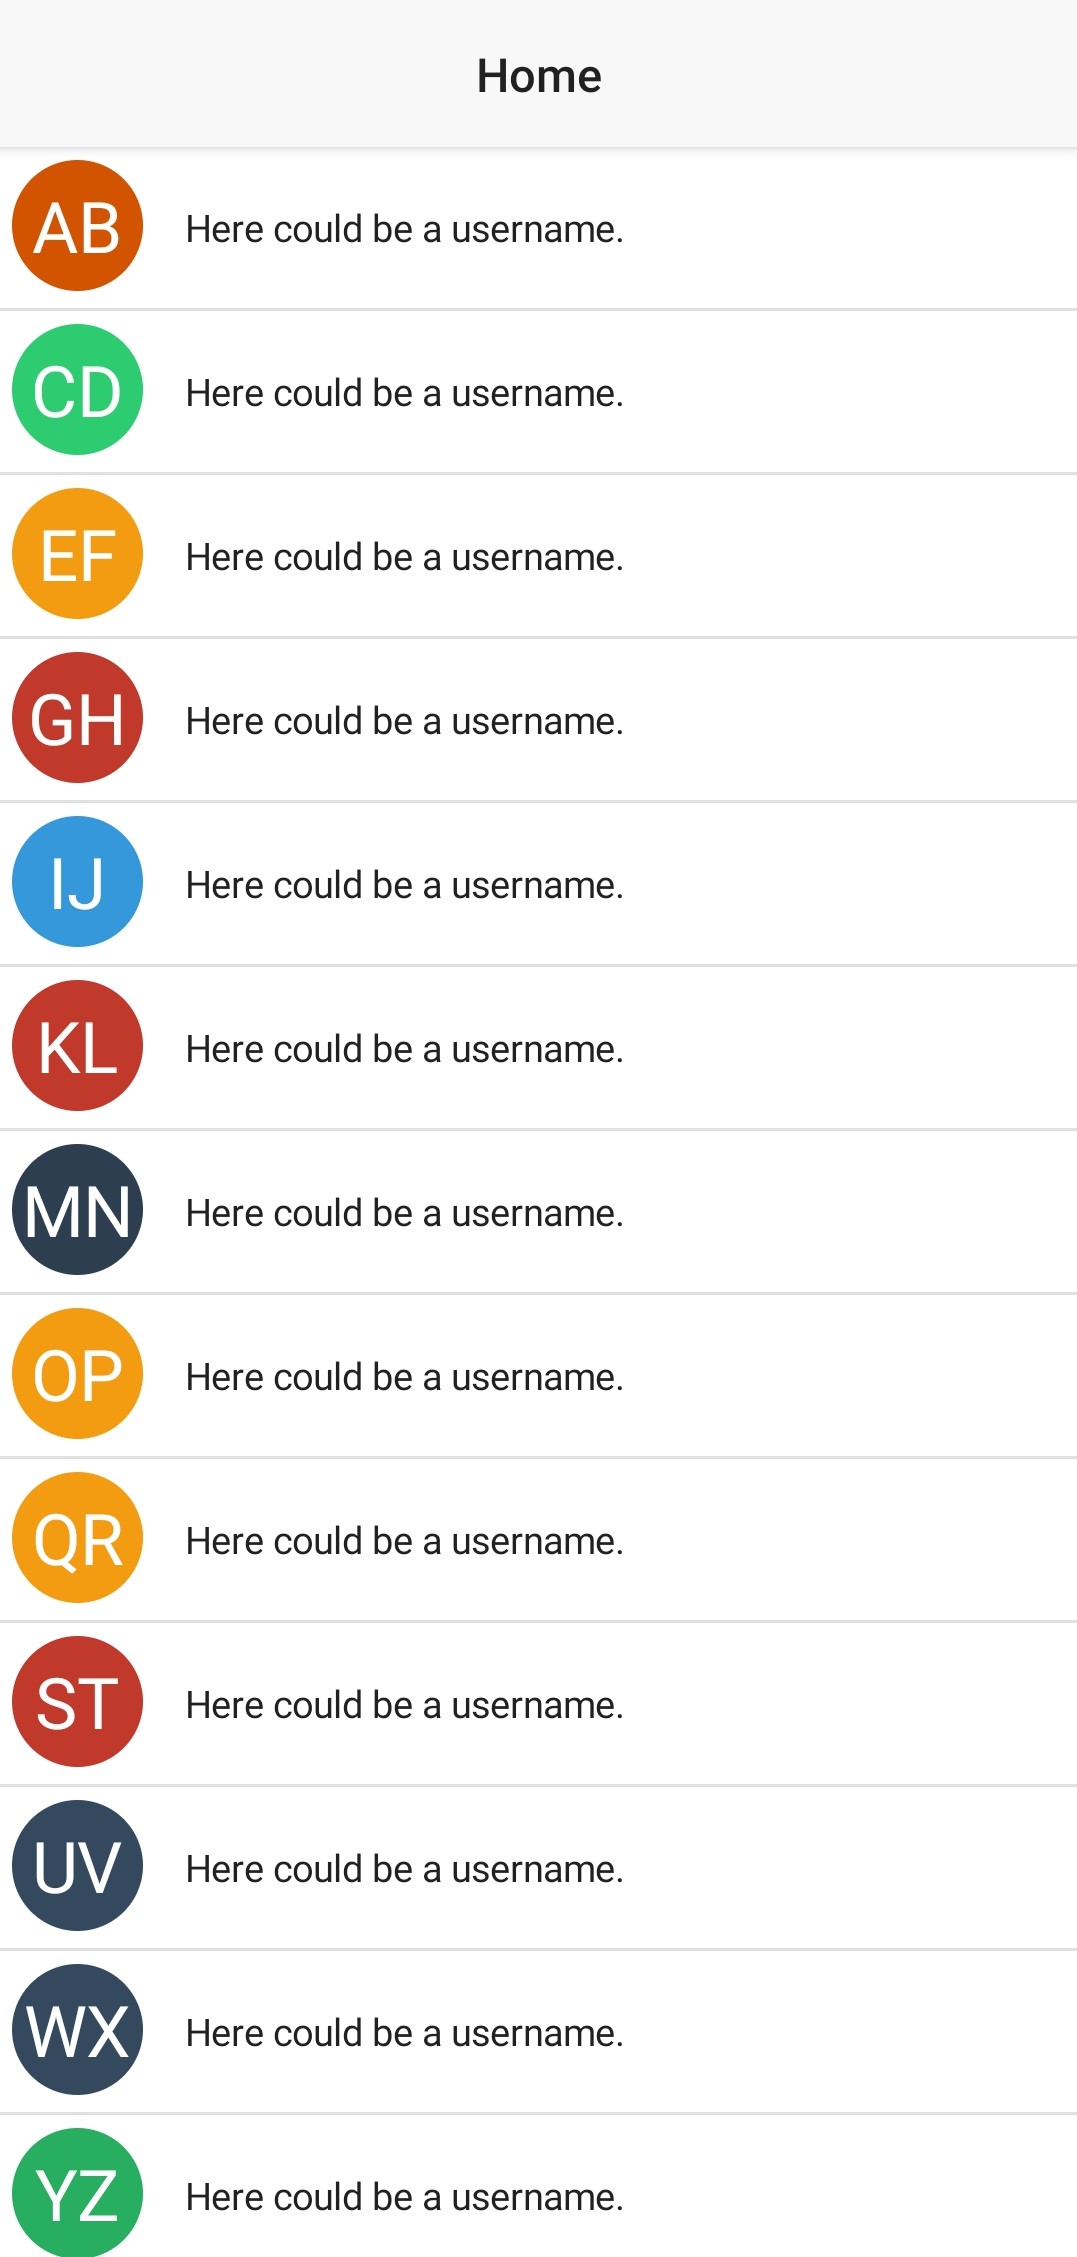 Home
AB Here could be a username.
CD Here could be a username.
EF Here could be a username.
GH Here could be a username.
IJ Here could be a username.
KL Here could be a username.
MN Here could be a username.
OP Here could be a username.
QR Here could be a username.
ST Here could be a username.
UV Here could be a username.
WX Here could be a username.
YZ Here could be a username.